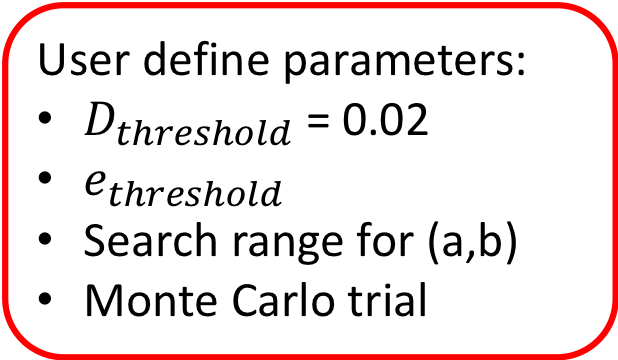 User define parameters:
• D_threshold = 0.02
• e_threshold
• Search range for (a,b)
• Monte Carlo trial